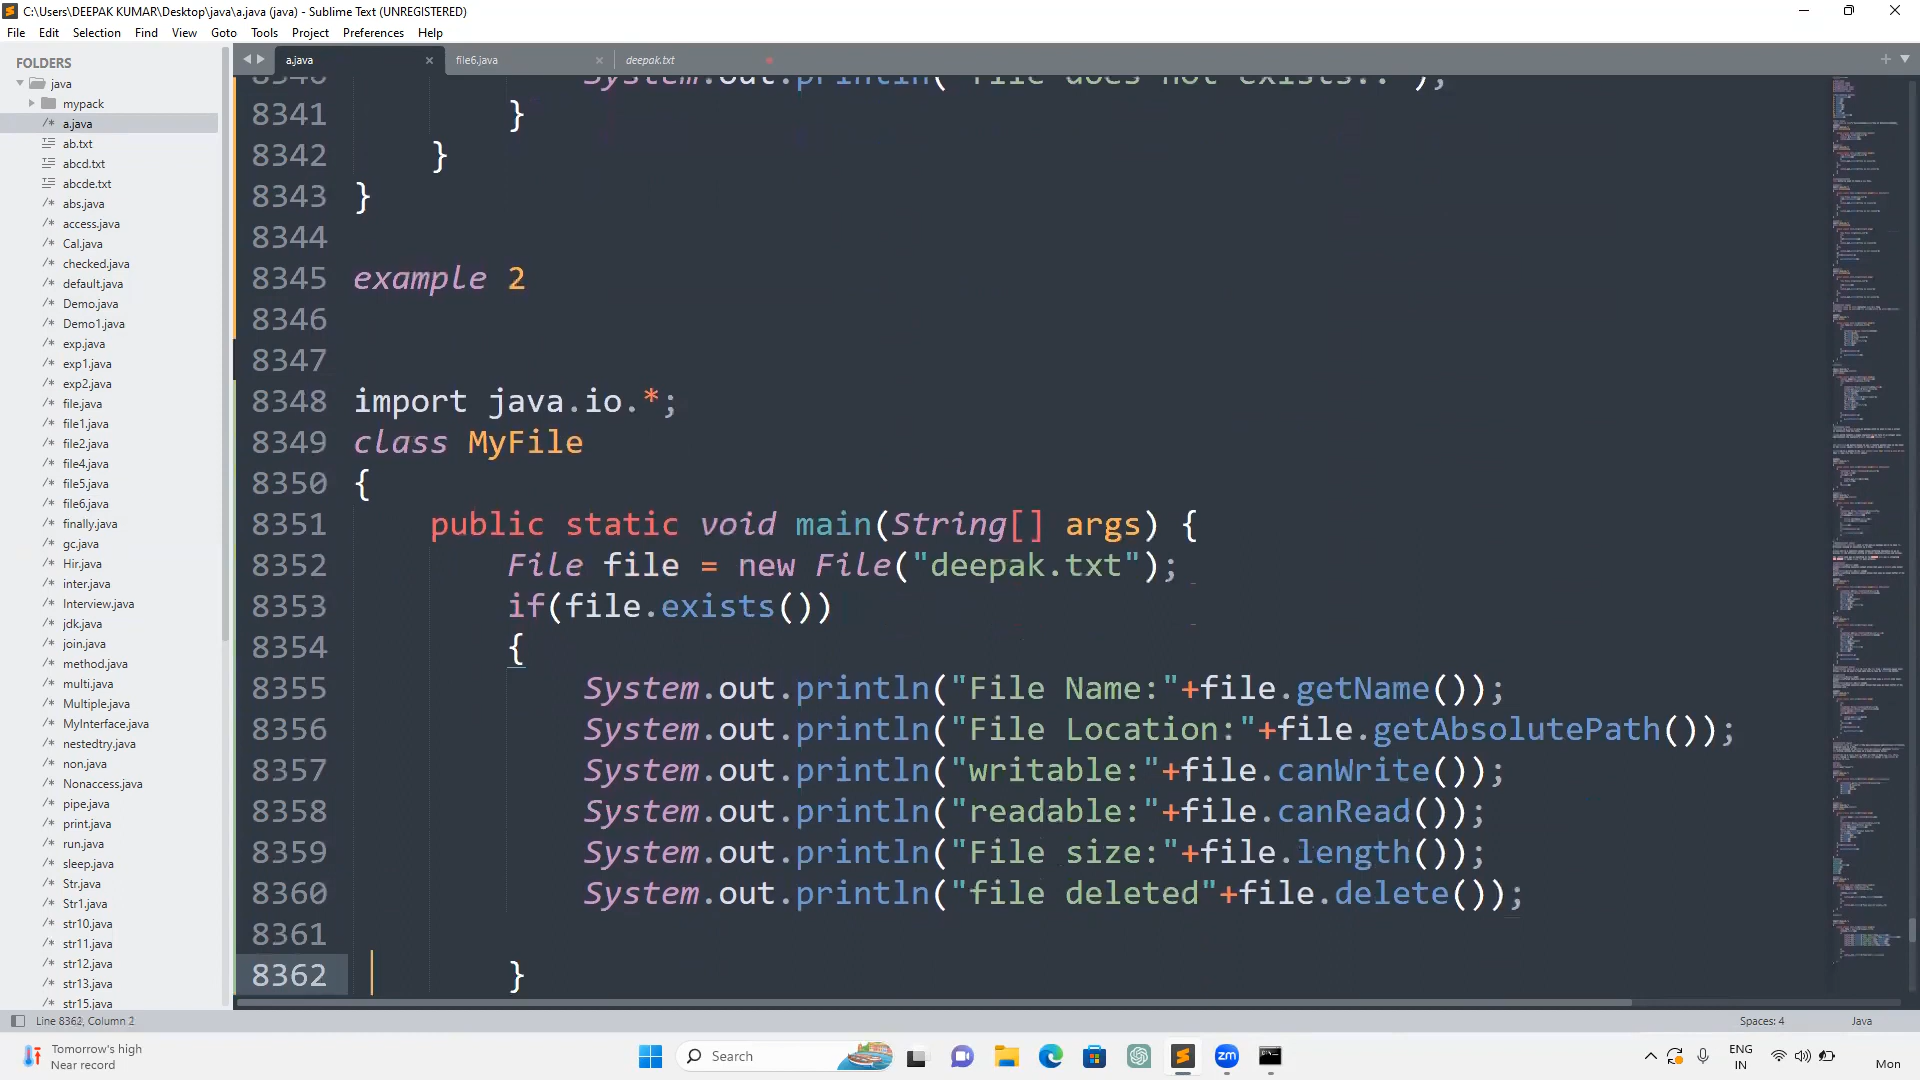 C:\Users\DEEPAK KUMAR\Desktop\java\a.java (java) - Sublime Text (UNREGISTERED)
File Edit Selection Find View Goto Tools Project Preferences Help
FOLDERS
java
mypack
a.java
ab.txt
abcd.txt
abcde.txt
abs.java
access.java
Cal.java
checked.java
default.java
Demo.java
Demo1.java
exp.java
exp1.java
exp2.java
file.java
file1.java
file2.java
file4.java
file5.java
file6.java
finally.java
gc.java
Hir.java
inter.java
Interview.java
jdk.java
join.java
method.java
multi.java
Multiple.java
MyInterface.java
nestedtry.java
non.java
Nonaccess.java
pipe.java
print.java
run.java
sleep.java
Str.java
Str1.java
str10.java
str11.java
str12.java
str13.java
str15.java
a.java file6.java deepak.txt
8340 System.out.println("File does not exists..");
8341 }
8342 }
8343 }
8344
8345 example 2
8346
8347
8348 import java.io.*;
8349 class MyFile
8350 {
8351 public static void main(String[] args) {
8352 File file = new File("deepak.txt");
8353 if(file.exists())
8354 {
8355 System.out.println("File Name:"+file.getName());
8356 System.out.println("File Location:"+file.getAbsolutePath());
8357 System.out.println("writable:"+file.canWrite());
8358 System.out.println("readable:"+file.canRead());
8359 System.out.println("File size:"+file.length());
8360 System.out.println("file deleted"+file.delete());
8361
8362 }
Line 8362, Column 2 Spaces: 4 Java
Tomorrow's high
Near record
Search
zm
ENG
IN
Mon